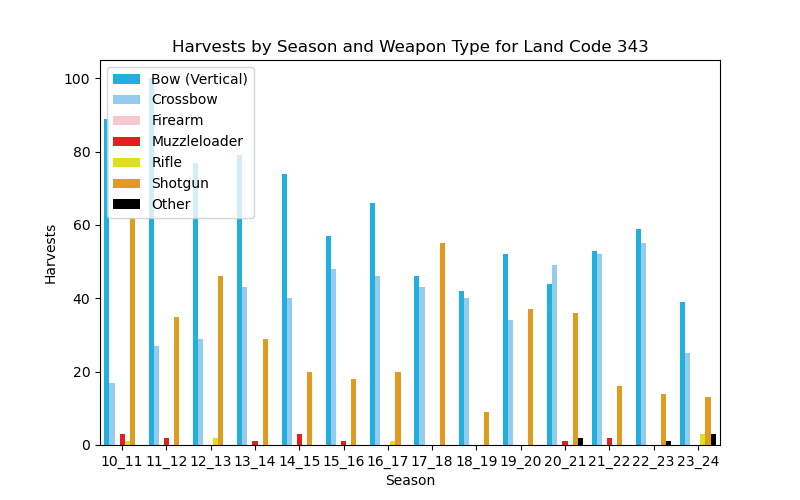 Harvests by Season and Weapon Type for Land Code 343
100
80
60
40
20
0
Harvests
Bow (Vertical)
Crossbow
Firearm
Muzzleloader
Rifle
Shotgun
Other
10_11 11_12 12_13 13_14 14_15 15_16 16_17 17_18 18_19 19_20 20_21 21_22 22_23 23_24
Season